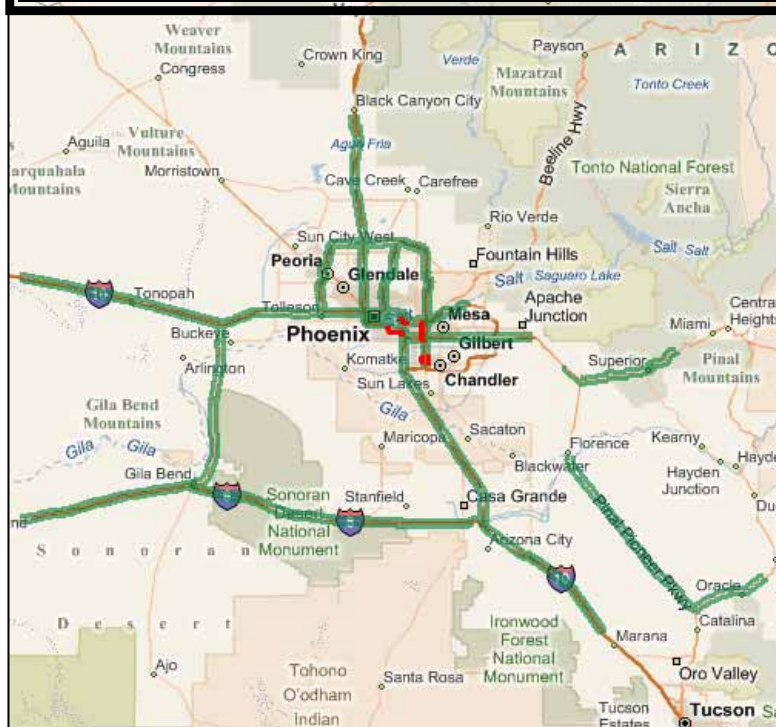 Weaver
Mountains
Congress
Crown King
Verde
Payson
A R I Z O
Mazatzal
Mountains
Tonto Creek
Black Canyon City
Beeline Hwy
Aguila
Vulture
Mountains
Agua Fria
arquahala
Mountains
Morristown
Cave Creek
Carefree
Tonto National Forest
Sierra
Ancha
Rio Verde
Sun City West
Salt
Salt
Peoria
Glendale
Fountain Hills
Salt
Saguaro Lake
Tonopah
Tolleson
Phoenix
Mesa
Apache
Junction
Central
Heights
Miami
Buckeye
Gilbert
Arlington
Komatke
Superior
Pinal
Mountains
Sun Lakes
Chandler
Gila Bend
Mountains
Gila
Gila
Gila
Maricopa
Sacaton
Florence
Kearny
Blackwater
Hayden
Junction
Hayde
Gila Bend
Sonoran
Desert
National
Monument
Stanfield
Casa Grande
Du
ne
Pinal Pioneer Pkwy
S o n o r a n
Arizona City
10
Oracle
D e s e r t
Catalina
Ironwood
Forest
National
Monument
Marana
Ajo
Tohono
O'odham
Indian
Santa Rosa
Oro Valley
Tucson
Estates
Tucson